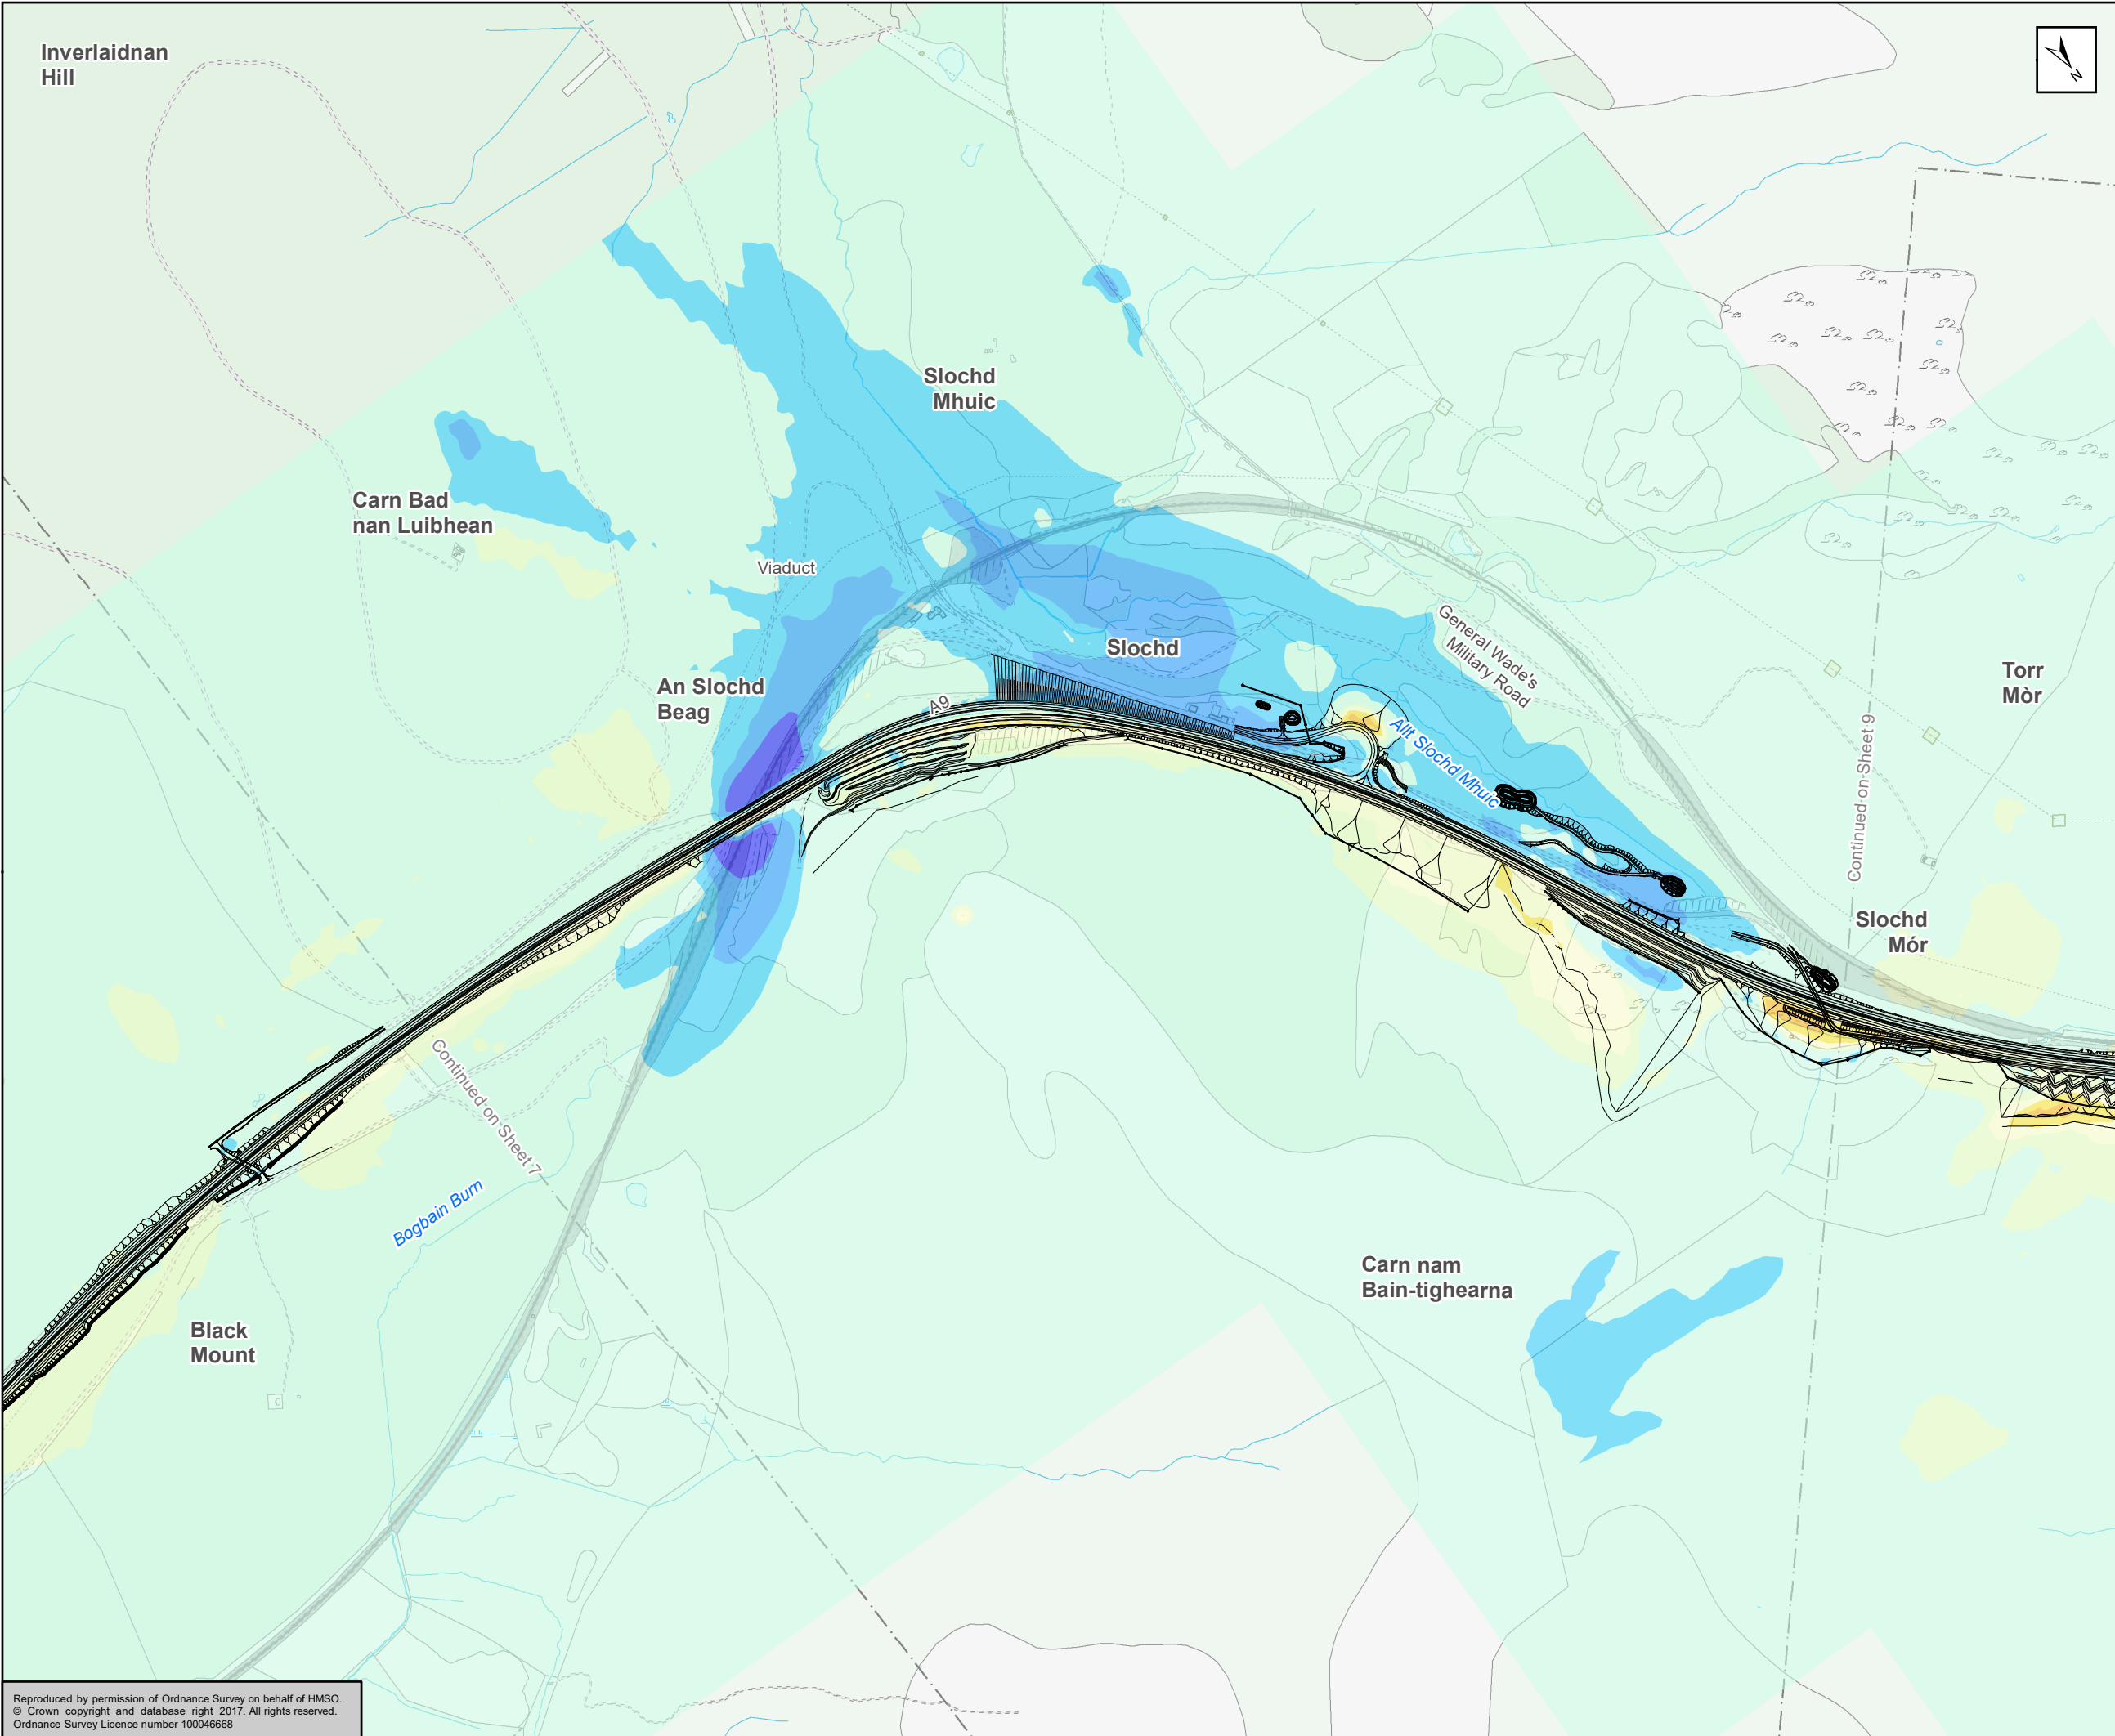 Inverlaidnan
Hill
N
Slochd
Mhuic
Carn Bad
nan Luibhean
Viaduct
General Wade's
Military Road
Slochd
Torr
Mòr
An Slochd
Beag
A9
Allt Slochd Mhuic
Continued on Sheet 9
Slochd
Mór
Continued on Sheet 7
Bogbain Burn
Carn nam
Bain-tighearna
Black
Mount
Reproduced by permission of Ordnance Survey on behalf of HMSO.
© Crown copyright and database right 2017. All rights reserved.
Ordnance Survey Licence number 100046668